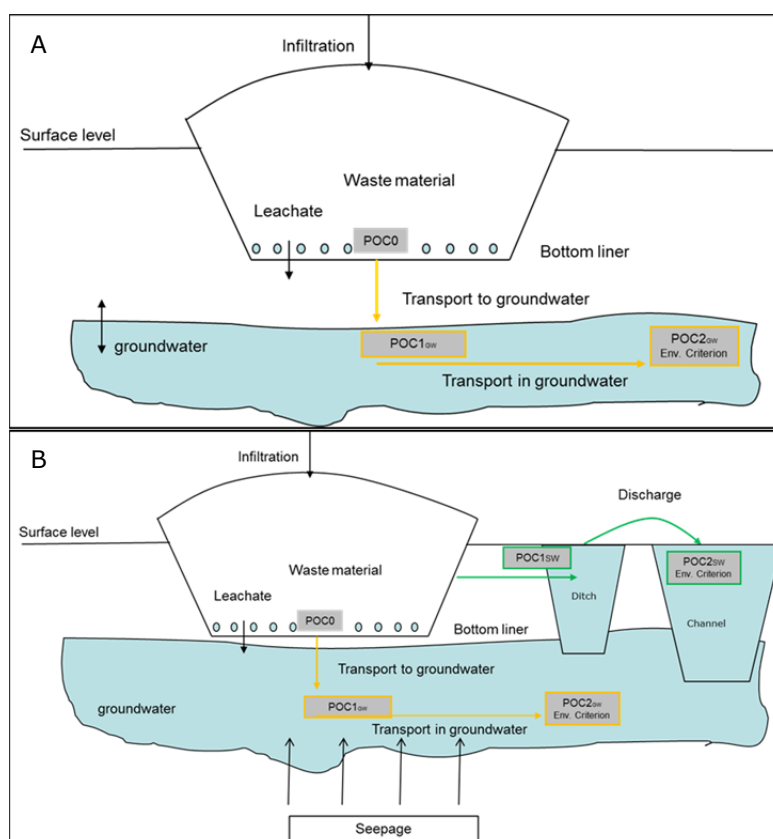 A
Infiltration
Surface level
Waste material
Leachate
POC0
Bottom liner
Transport to groundwater
groundwater
POC1GW
POC2GW
Env. Criterion
Transport in groundwater
B
Infiltration
Discharge
Surface level
POC1SW
POC2SW
Env. Criterion
Waste material
Ditch
Leachate
POC0
Channel
Bottom liner
Transport to groundwater
groundwater
POC1GW
POC2GW
Env. Criterion
Transport in groundwater
Seepage